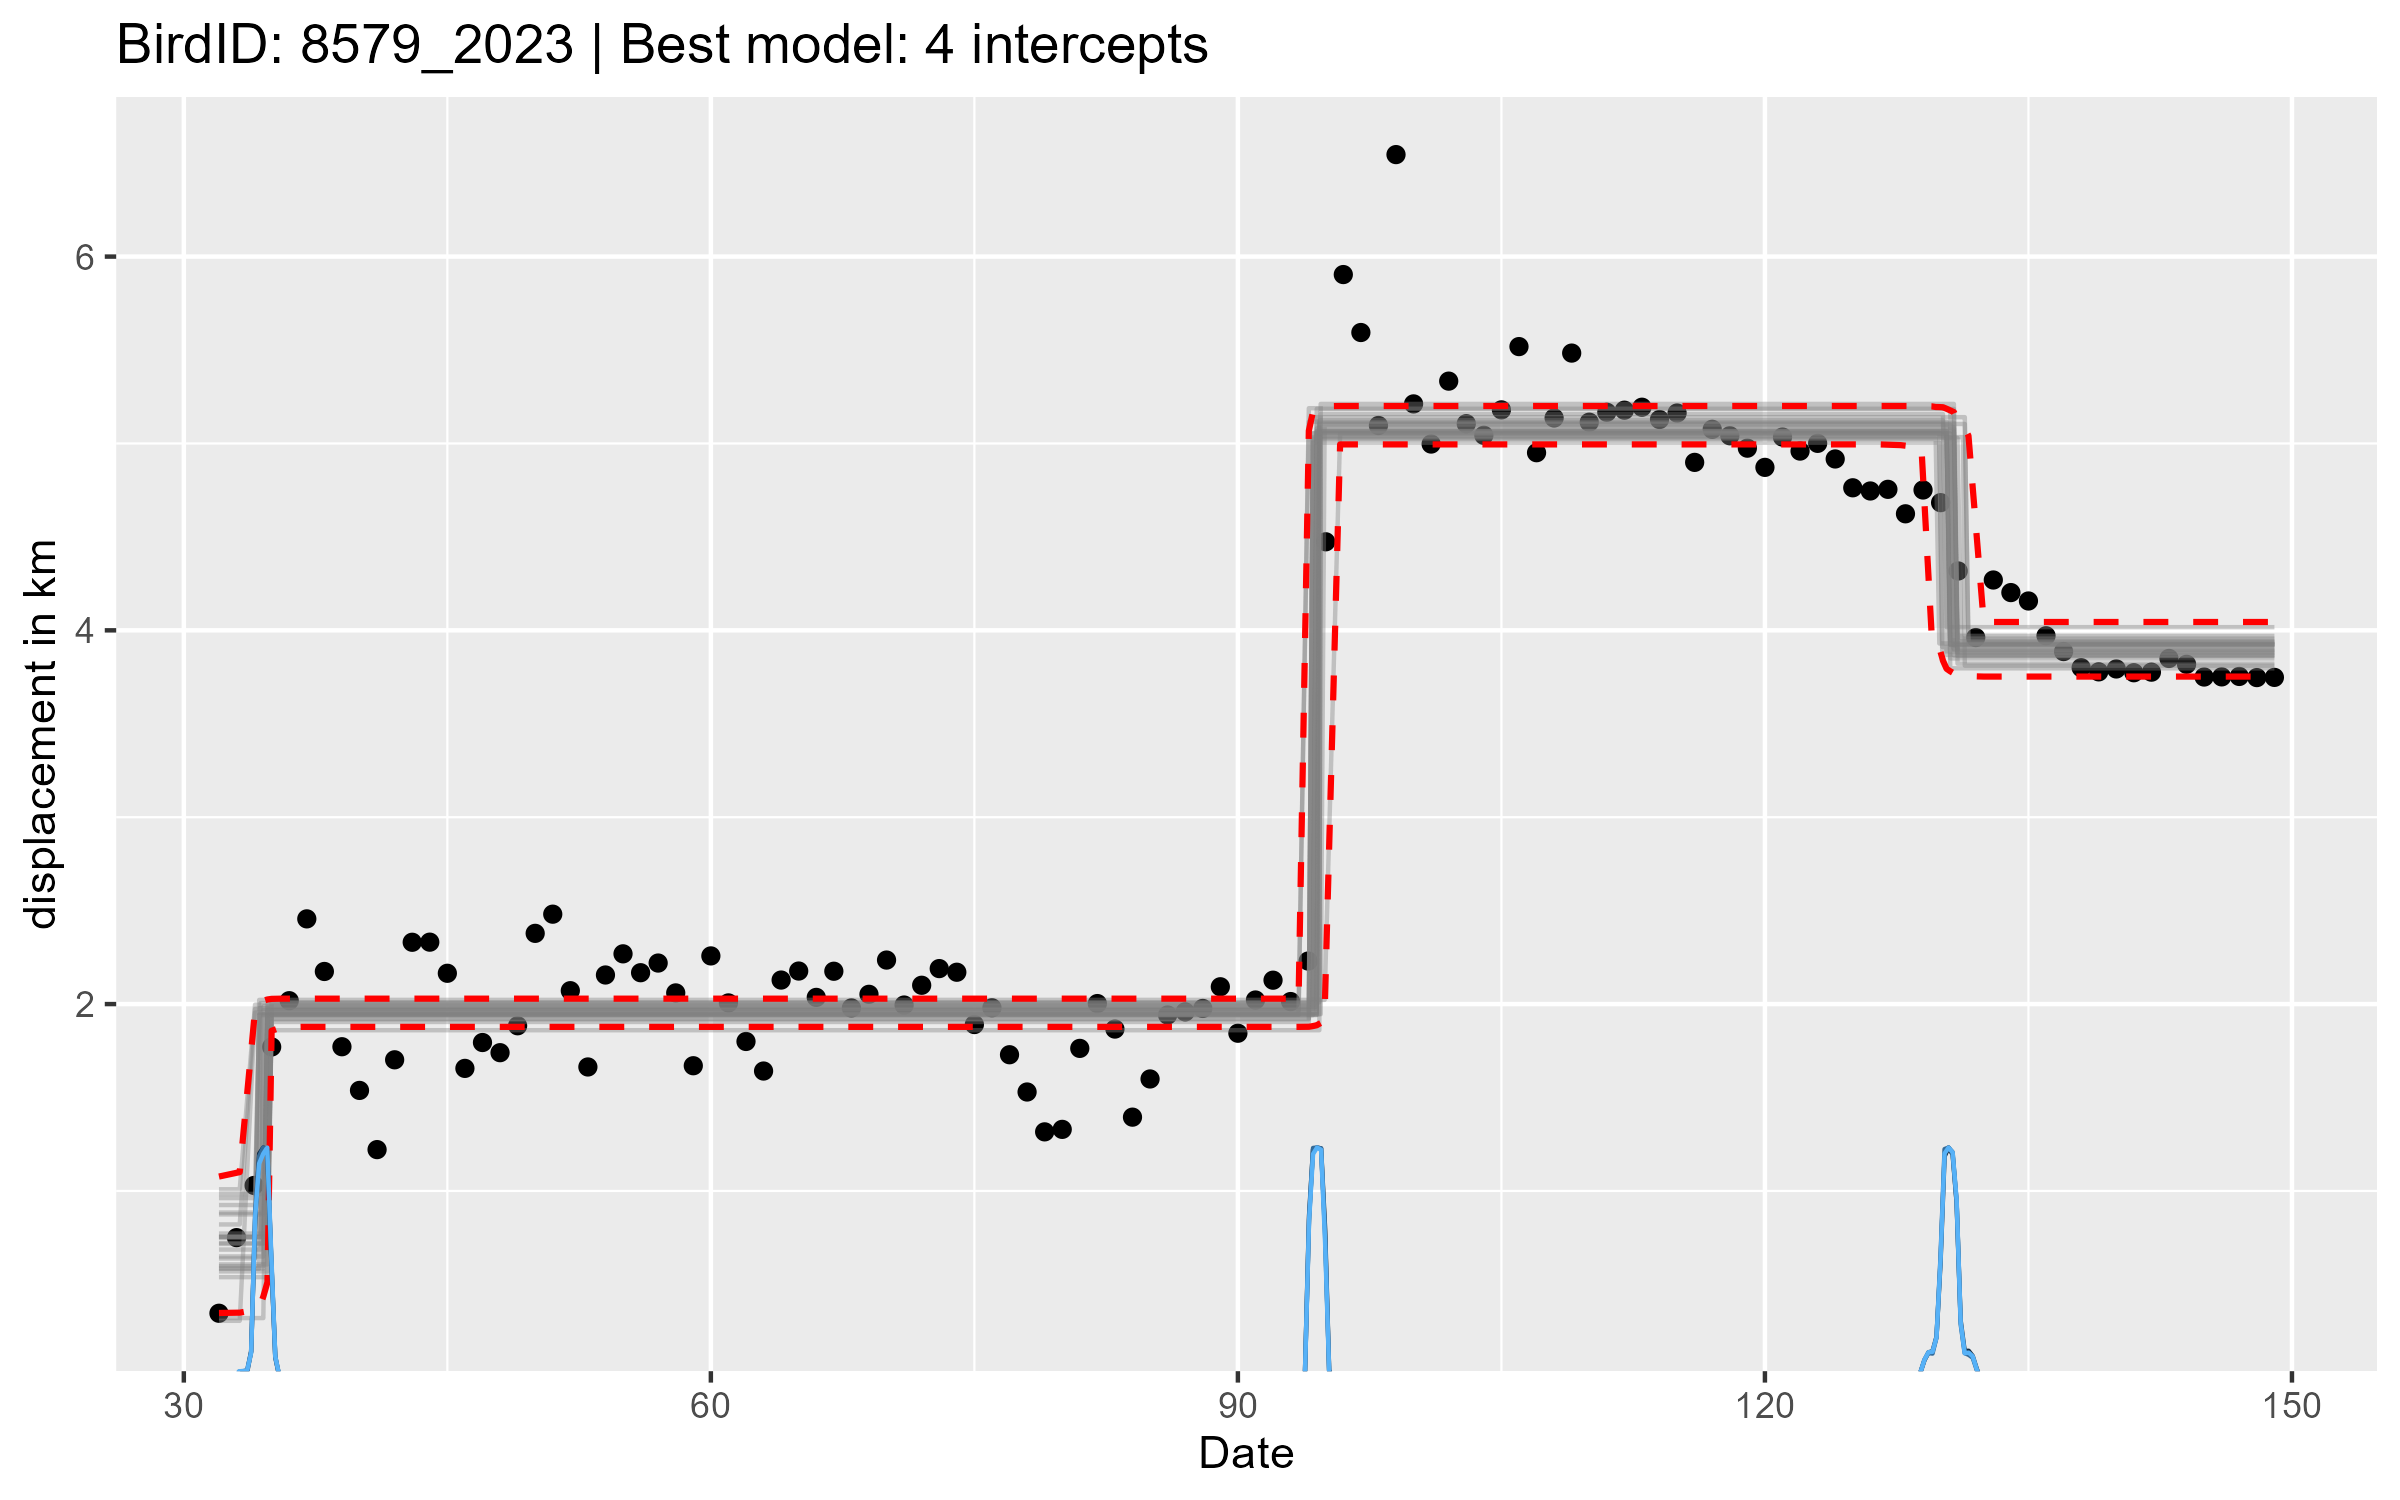 BirdID: 8579_2023 | Best model: 4 intercepts
displacement in km
6
4
2
30 60 90 120 150
Date